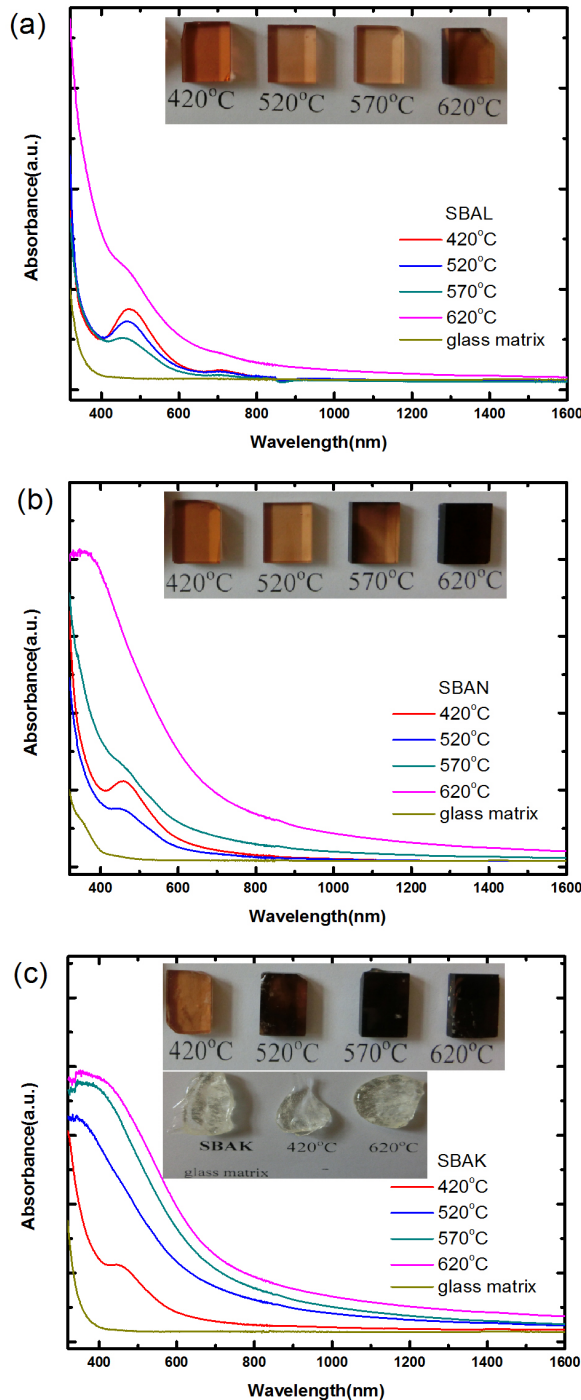 (a)
420°C 520°C 570°C 620°C
Absorbance(a.u.)
SBAL
420°C
520°C
570°C
620°C
glass matrix
400 600 800 1000 1200 1400 1600
Wavelength(nm)
(b)
420°C 520°C 570°C 620°C
Absorbance(a.u.)
SBAN
420°C
520°C
570°C
620°C
glass matrix
400 600 800 1000 1200 1400 1600
Wavelength(nm)
(c)
420°C 520°C 570°C 620°C
SBAK 420°C 620°C
glass matrix
Absorbance(a.u.)
SBAK
420°C
520°C
570°C
620°C
glass matrix
400 600 800 1000 1200 1400 1600
Wavelength(nm)